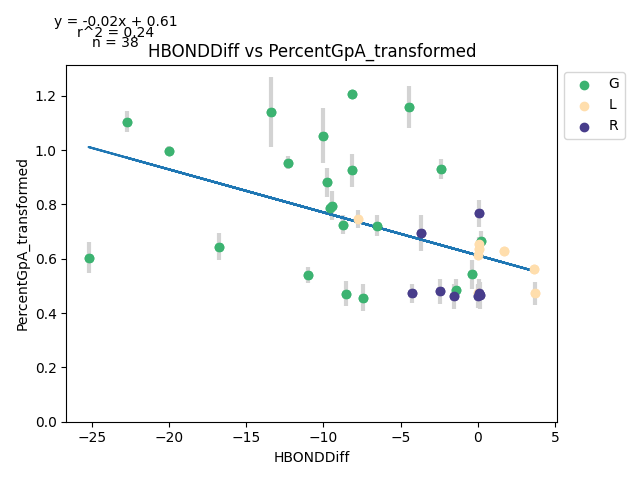 y = -0.02x + 0.61
r^2 = 0.24
n = 38
HBONDDiff vs PercentGpA_transformed
G
L
R
PercentGpA_transformed
1.2
1.0
0.8
0.6
0.4
0.2
0.0
−25
−20
−15
−10
−5
0
5
HBONDDiff